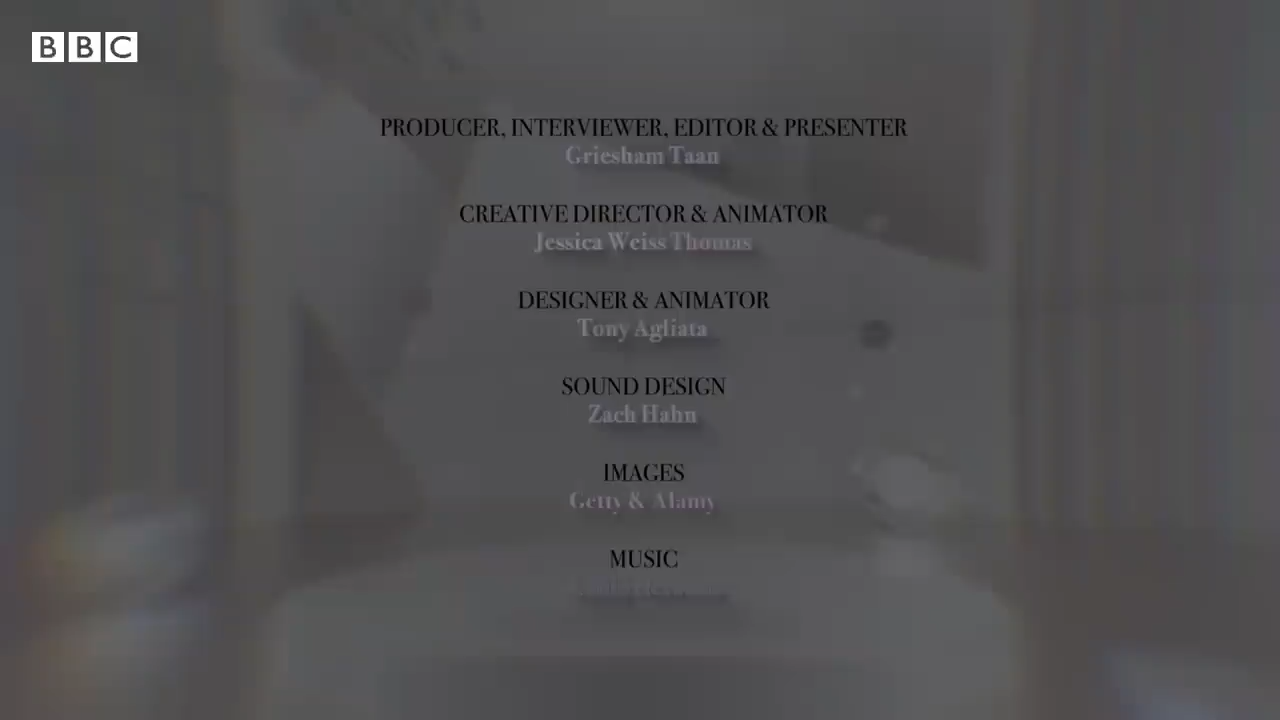 BBC
PRODUCER, INTERVIEWER, EDITOR & PRESENTER
Griesham Taan
CREATIVE DIRECTOR & ANIMATOR
Jessica Weiss Thomas
DESIGNER & ANIMATOR
Tony Agliata
SOUND DESIGN
Zach Hahn
IMAGES
Getty & Alamy
MUSIC